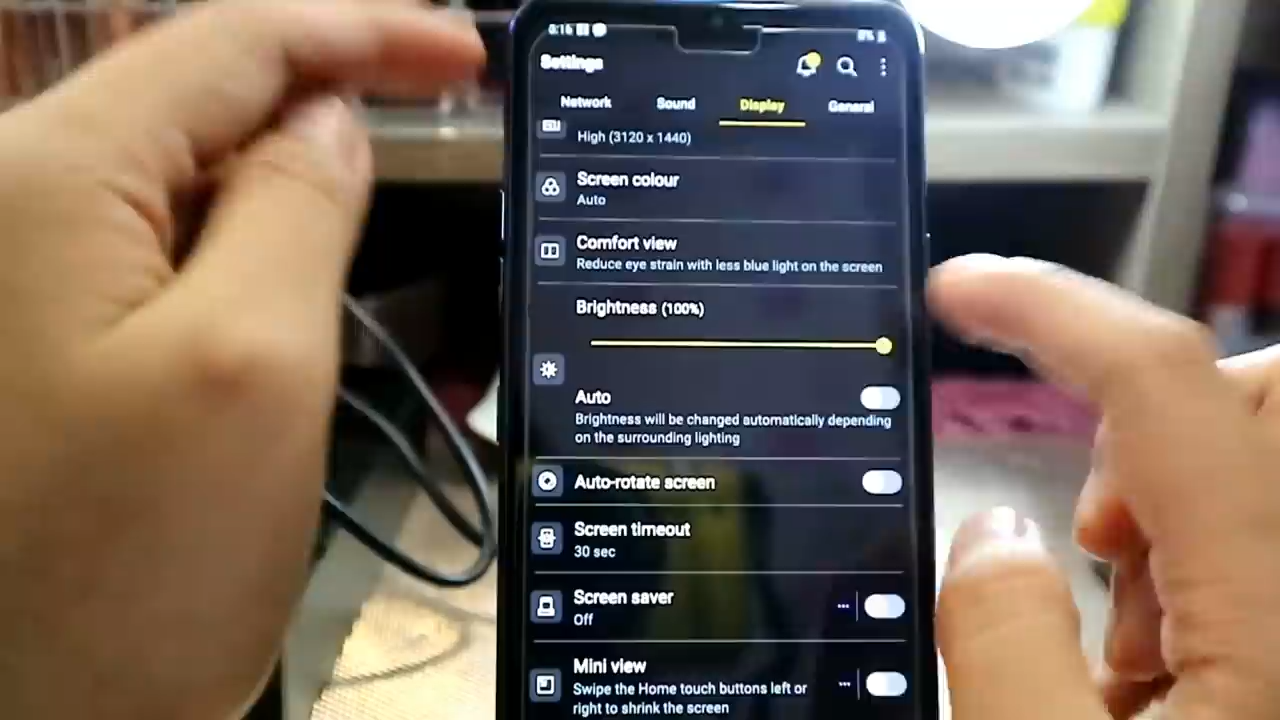 Settings
Network Sound Display General
High (3120 x 1440)
Screen colour
Auto
Comfort view
Reduce eye strain with less blue light on the screen
Brightness (100%)
Auto
Brightness will be changed automatically depending
on the surrounding lighting
Auto-rotate screen
Screen timeout
30 sec
Screen saver
Off
Mini view
Swipe the Home touch buttons left or
right to shrink the screen